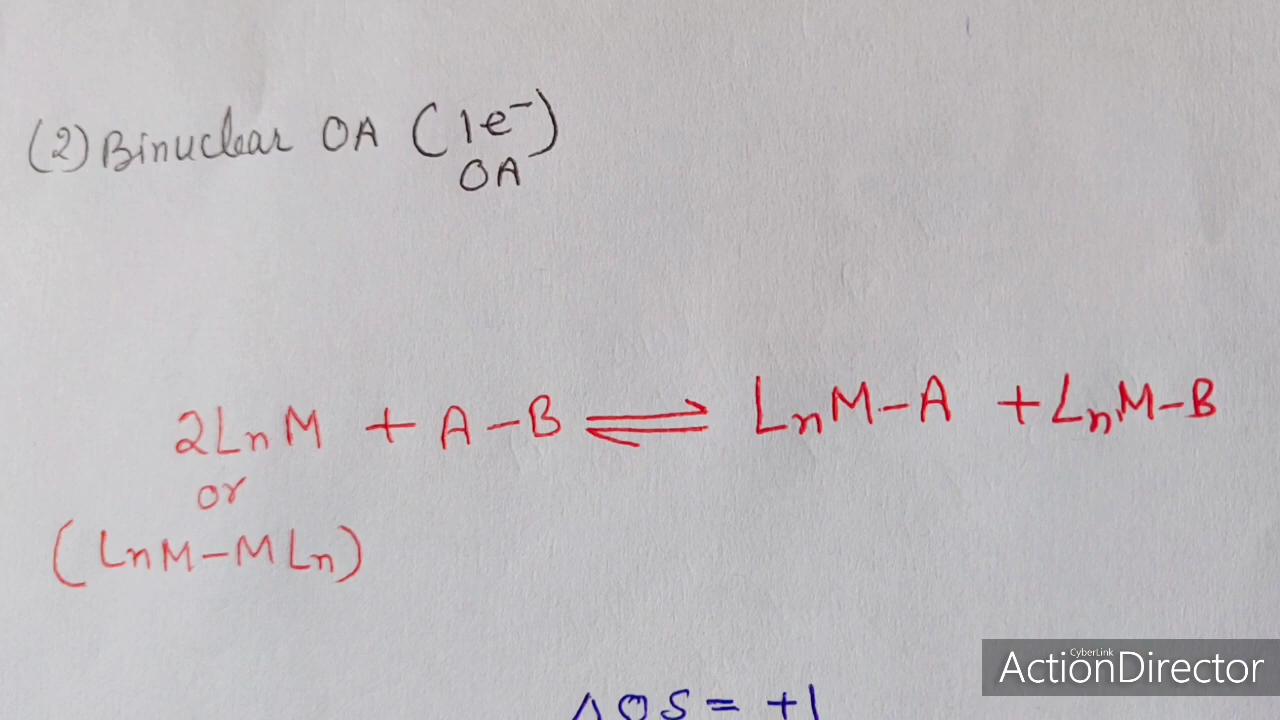 (2) Binuclear OA (1e⁻)
OA
2LnM + A-B ⇌ LnM-A + LnM-B
or
(LnM-MLn)
CyberLink
ActionDirector
ΔOS = +1